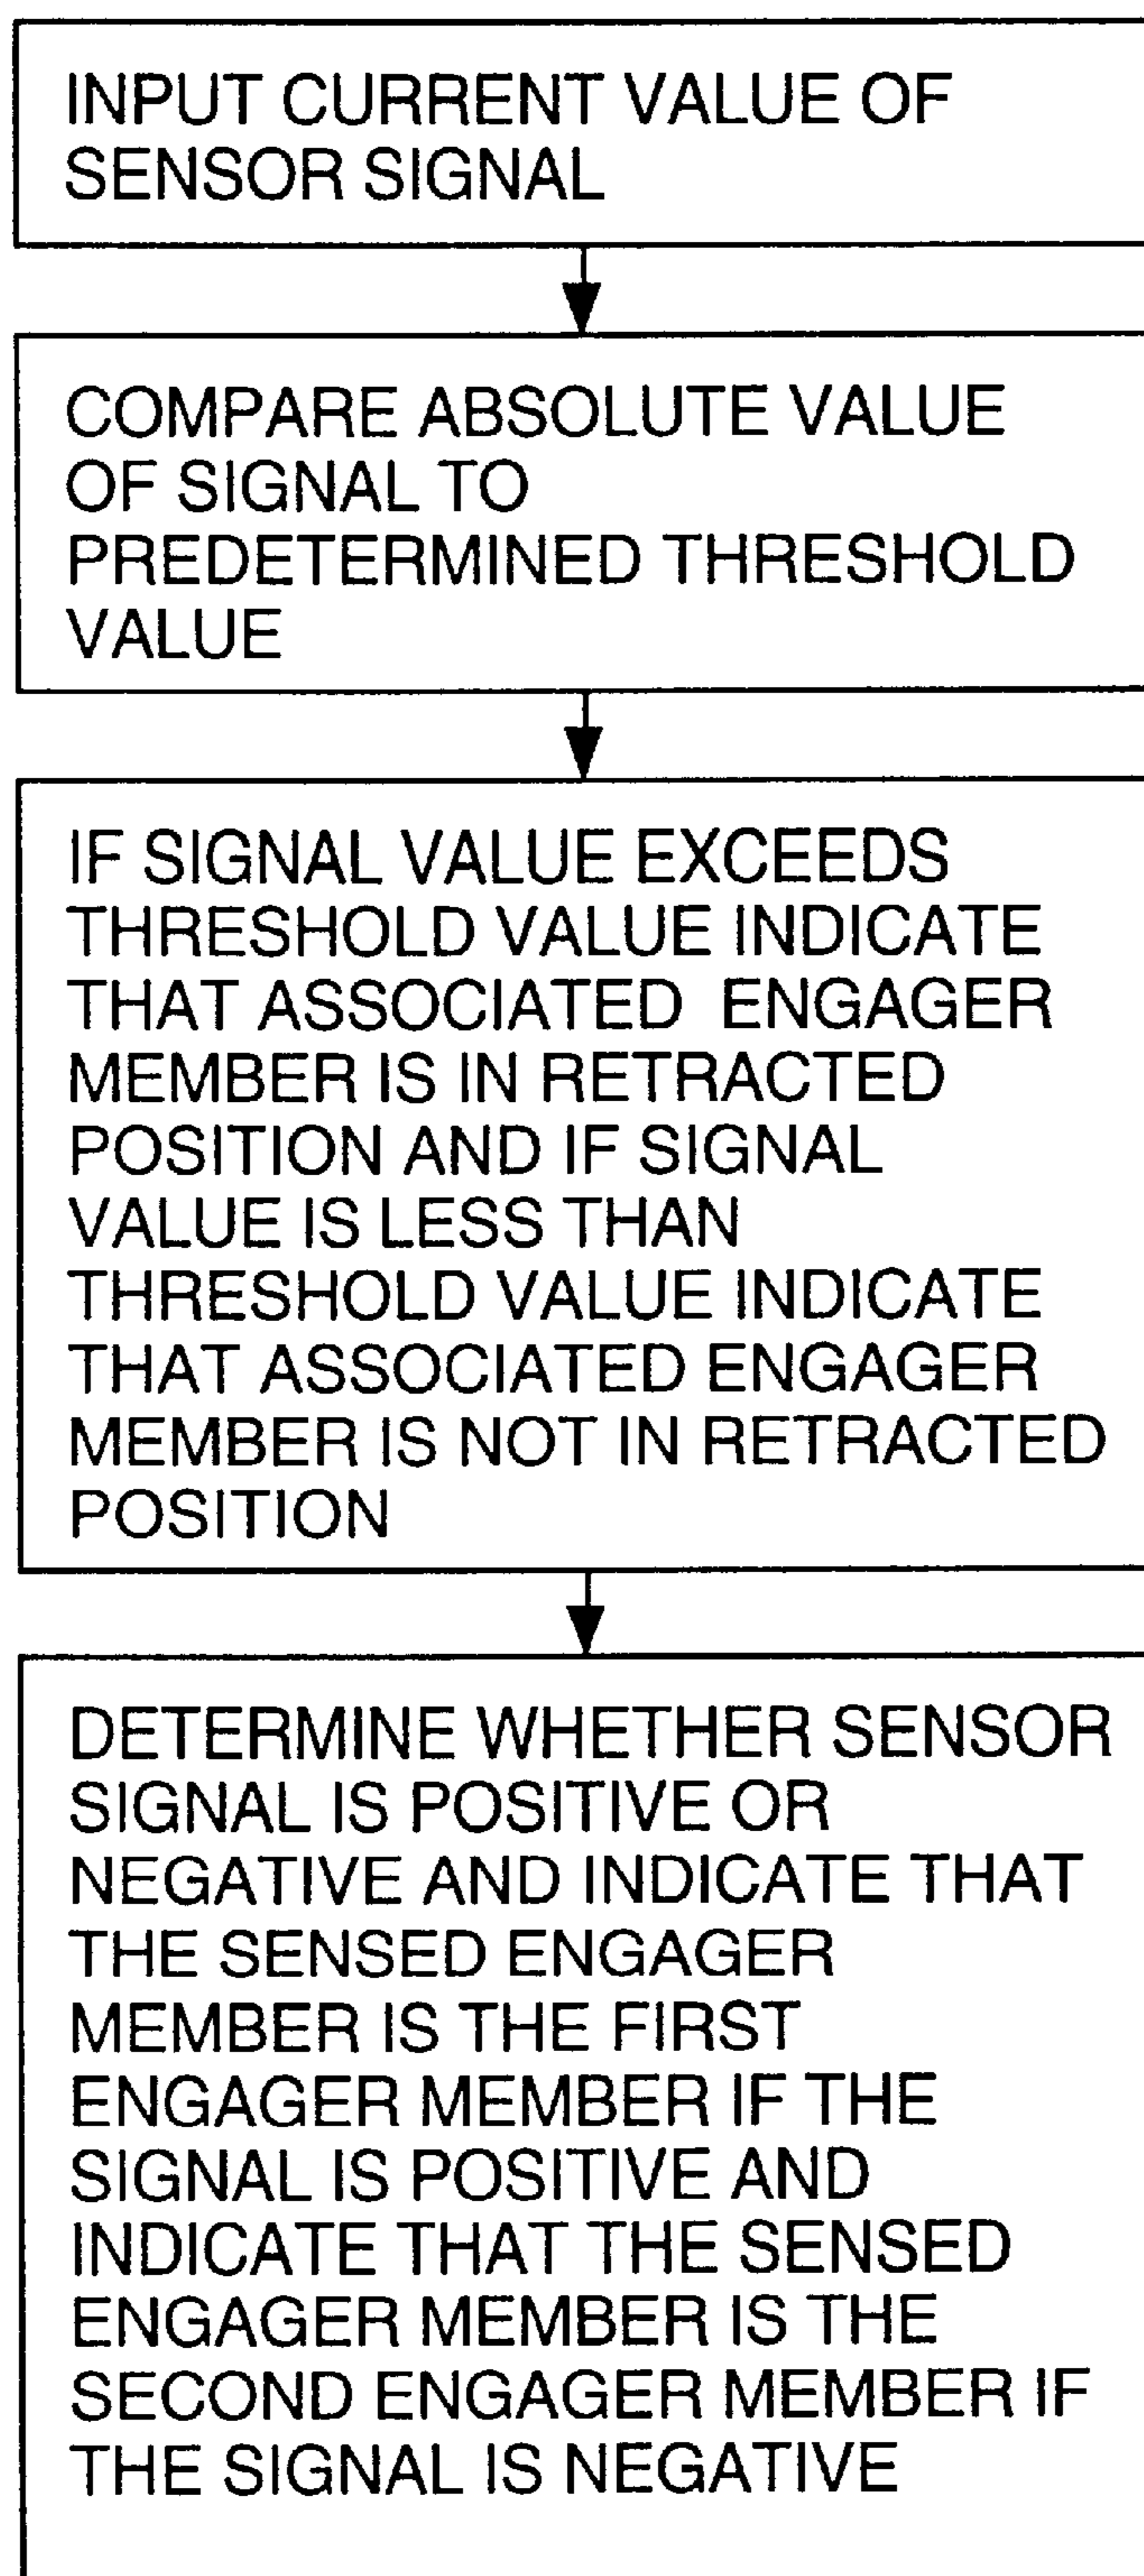 INPUT CURRENT VALUE OF
SENSOR SIGNAL
COMPARE ABSOLUTE VALUE
OF SIGNAL TO
PREDETERMINED THRESHOLD
VALUE
IF SIGNAL VALUE EXCEEDS
THRESHOLD VALUE INDICATE
THAT ASSOCIATED ENGAGER
MEMBER IS IN RETRACTED
POSITION AND IF SIGNAL
VALUE IS LESS THAN
THRESHOLD VALUE INDICATE
THAT ASSOCIATED ENGAGER
MEMBER IS NOT IN RETRACTED
POSITION
DETERMINE WHETHER SENSOR
SIGNAL IS POSITIVE OR
NEGATIVE AND INDICATE THAT
THE SENSED ENGAGER
MEMBER IS THE FIRST
ENGAGER MEMBER IF THE
SIGNAL IS POSITIVE AND
INDICATE THAT THE SENSED
ENGAGER MEMBER IS THE
SECOND ENGAGER MEMBER IF
THE SIGNAL IS NEGATIVE